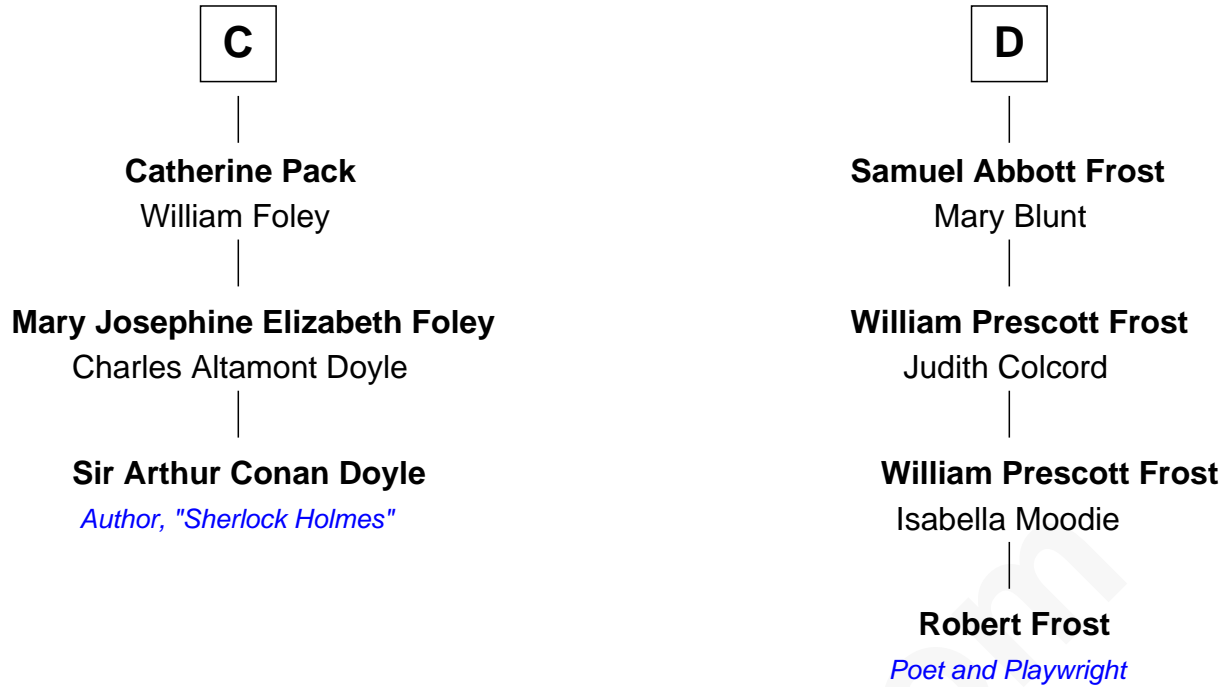 C
Catherine Pack
William Foley
Mary Josephine Elizabeth Foley
Charles Altamont Doyle
Sir Arthur Conan Doyle
Author, "Sherlock Holmes"
D
Samuel Abbott Frost
Mary Blunt
William Prescott Frost
Judith Colcord
William Prescott Frost
Isabella Moodie
Robert Frost
Poet and Playwright